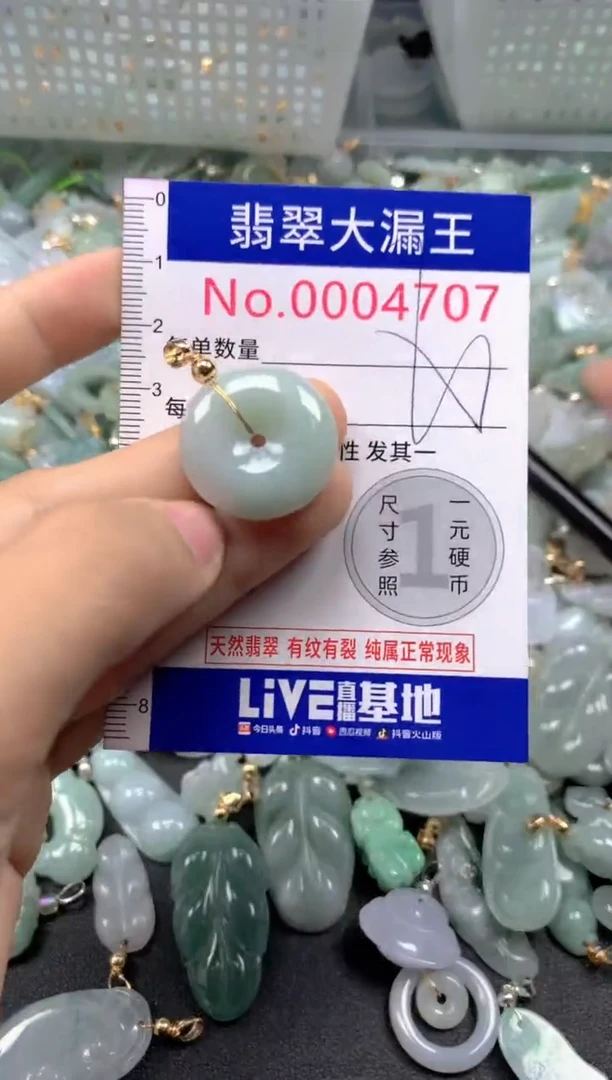 翡翠大漏王
No.0004707
0
1
2
3
8
每单数量
每
性 发其一
尺寸参照
1
一元硬币
天然翡翠 有纹有裂 纯属正常现象
LiVE直播基地
今日头条 抖音 西瓜视频 抖音火山版